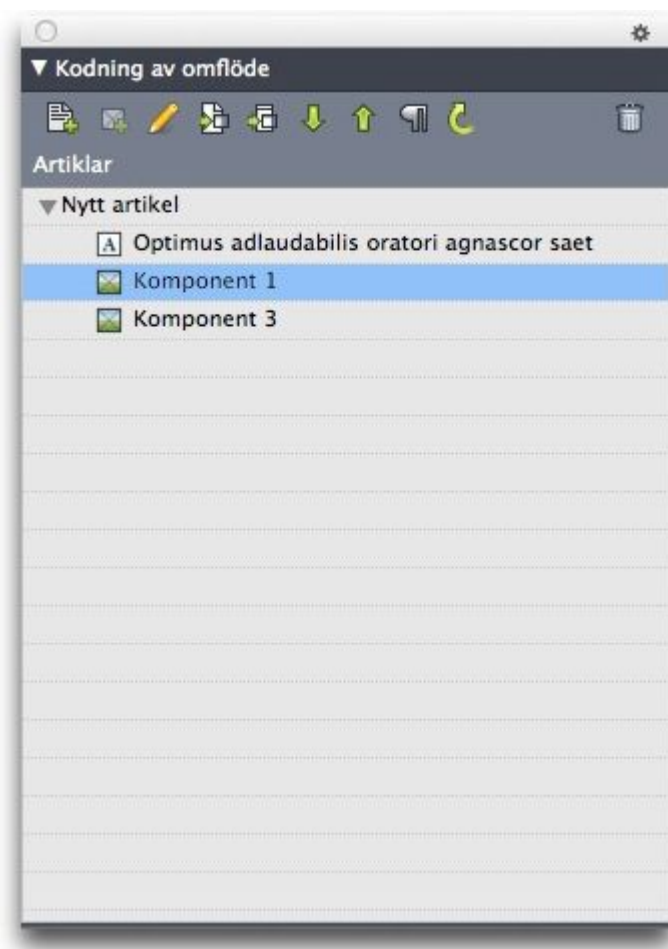 Kodning av omflöde
Artiklar
Nytt artikel
A Optimus adlaudabilis oratori agnascor saet
Komponent 1
Komponent 3